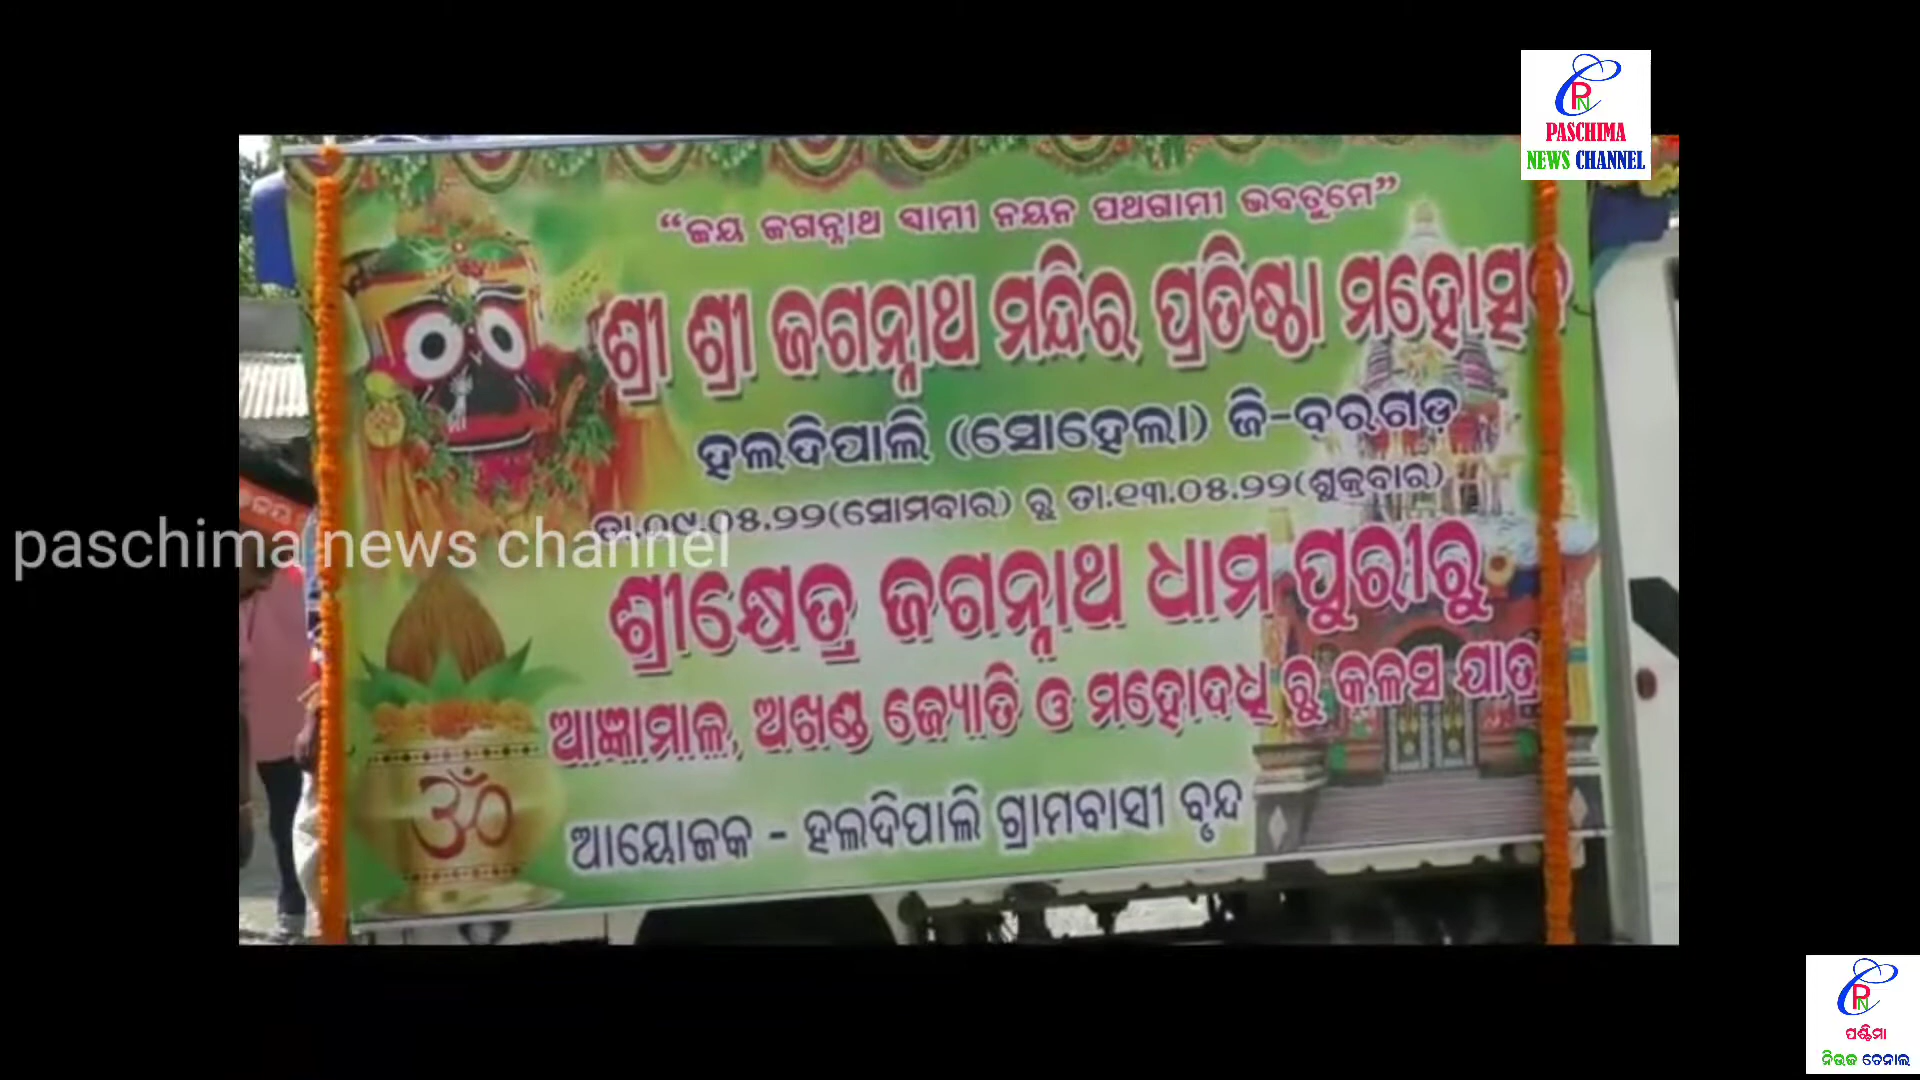 PASCHIMA
NEWS CHANNEL
“ଜୟ ଜଗନ୍ନାଥ ସ୍ୱାମୀ ନୟନ ପଥଗାମୀ ଭବତୁମେ”
ଶ୍ରୀ ଶ୍ରୀ ଜଗନ୍ନାଥ ମନ୍ଦିର ପ୍ରତିଷ୍ଠା ମହୋତ୍ସବ
ହଲଦିପାଲି (ସୋହେଲା) ଜି-ବରଗଡ଼
ତା.୦୯.୦୫.୨୨(ସୋମବାର) ରୁ ତା.୧୩.୦୫.୨୨(ଶୁକ୍ରବାର)
paschima news channel
ଶ୍ରୀକ୍ଷେତ୍ର ଜଗନ୍ନାଥ ଧାମ ପୁରୀରୁ
ଆଜ୍ଞାମାଳ, ଅଖଣ୍ଡ ଜ୍ୟୋତି ଓ ମହୋଦଧି ରୁ କଳସ ଯାତ୍ରା
ଆୟୋଜକ - ହଲଦିପାଲି ଗ୍ରାମବାସୀ ବୃନ୍ଦ
ପଶ୍ଚିମା
ନିଉଜ ଚେନାଲ